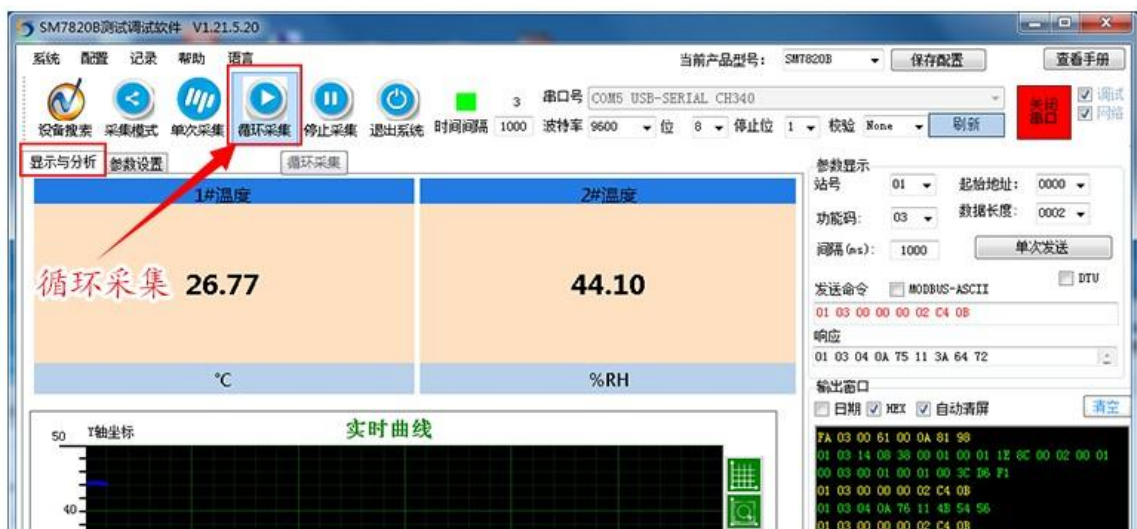 SM7820B测试调试软件 V1.21.5.20
系统 配置 记录 帮助 语言
当前产品型号: SM7820B 保存配置 查看手册
设备搜索 采集模式 单次采集 循环采集 停止采集 退出系统
3
时间间隔 1000
串口号 COM5 USB-SERIAL CH340
波特率 9600 位 8 停止位 1 校验 None 刷新
关闭
串口
调试
网络
显示与分析 参数设置
循环采集
1#温度 2#温度
循环采集
26.77 44.10
℃ %RH
参数显示
站号 01 起始地址: 0000
功能码: 03 数据长度: 0002
间隔(ms): 1000 单次发送
DTU
发送命令 MODBUS-ASCII
01 03 00 00 00 02 C4 0B
响应
01 03 04 0A 75 11 3A 64 72
输出窗口
日期 HEX 自动清屏 清空
FA 03 00 61 00 0A 81 98
01 03 14 08 38 00 01 00 01 1E 8C 00 02 00 01
00 03 00 01 00 01 00 3C D6 F1
01 03 00 00 00 02 C4 0B
01 03 04 0A 76 11 4B 54 56
01 03 00 00 00 02 C4 0B
实时曲线
Y轴坐标
50
40